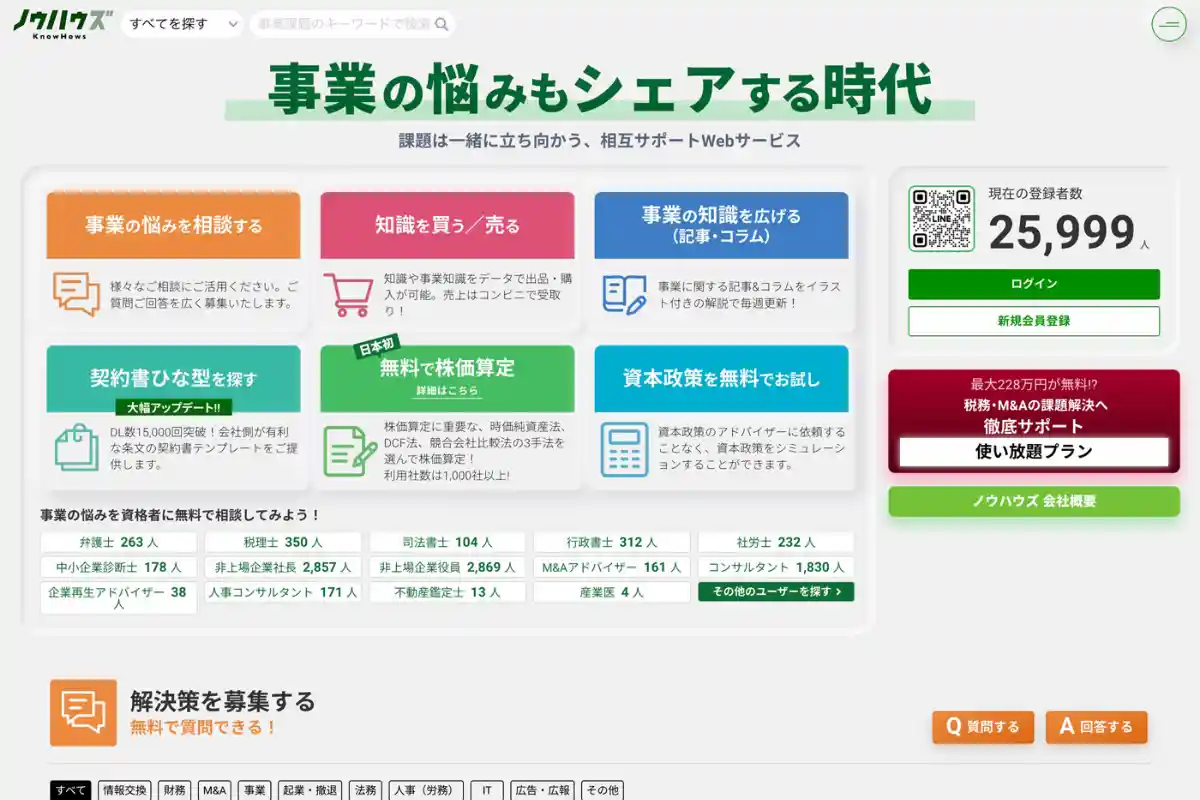 ノウハウズ
KnowHows
すべてを探す
事業課題のキーワードで検索
事業の悩みもシェアする時代
課題は一緒に立ち向かう、相互サポートWebサービス
事業の悩みを相談する
様々なご相談にご活用ください。ご
質問ご回答を広く募集いたします。
知識を買う／売る
知識や事業知識をデータで出品・購
入が可能。売上はコンビニで受取
り！
事業の知識を広げる
（記事・コラム）
事業に関する記事&コラムをイラス
ト付きの解説で毎週更新！
契約書ひな型を探す
大幅アップデート!!
DL数15,000回突破！会社側が有利
な条文の契約書テンプレートをご提
供します。
日本初
無料で株価算定
詳細はこちら
株価算定に重要な、時価純資産法、
DCF法、競合会社比較法の3手法を
選んで株価算定！
利用社数は1,000社以上!
資本政策を無料でお試し
資本政策のアドバイザーに依頼する
ことなく、資本政策をシミュレーシ
ョンすることができます。
事業の悩みを資格者に無料で相談してみよう！
弁護士 263 人
税理士 350 人
司法書士 104 人
行政書士 312 人
社労士 232 人
中小企業診断士 178 人
非上場企業社長 2,857 人
非上場企業役員 2,869 人
M&Aアドバイザー 161 人
コンサルタント 1,830 人
企業再生アドバイザー 38
人
人事コンサルタント 171 人
不動産鑑定士 13 人
産業医 4 人
その他のユーザーを探す
LINE
現在の登録者数
25,999人
ログイン
新規会員登録
最大228万円が無料!?
税務・M&Aの課題解決へ
徹底サポート
使い放題プラン
ノウハウズ 会社概要
解決策を募集する
無料で質問できる！
Q 質問する
A 回答する
すべて
情報交換
財務
M&A
事業
起業・撤退
法務
人事（労務）
IT
広告・広報
その他